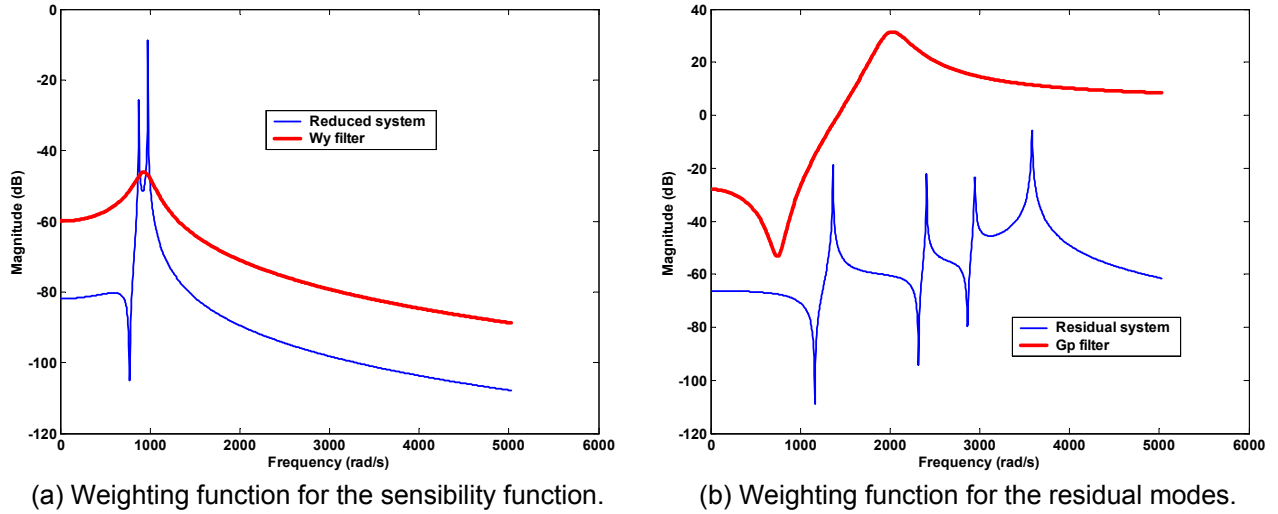 0
-20
-40
-60
-80
-100
-120
0 1000 2000 3000 4000 5000 6000
Magnitude (dB)
Frequency (rad/s)
Reduced system
Wy filter
(a) Weighting function for the sensibility function.
40
20
0
-20
-40
-60
-80
-100
-120
0 1000 2000 3000 4000 5000 6000
Magnitude (dB)
Frequency (rad/s)
Residual system
Gp filter
(b) Weighting function for the residual modes.